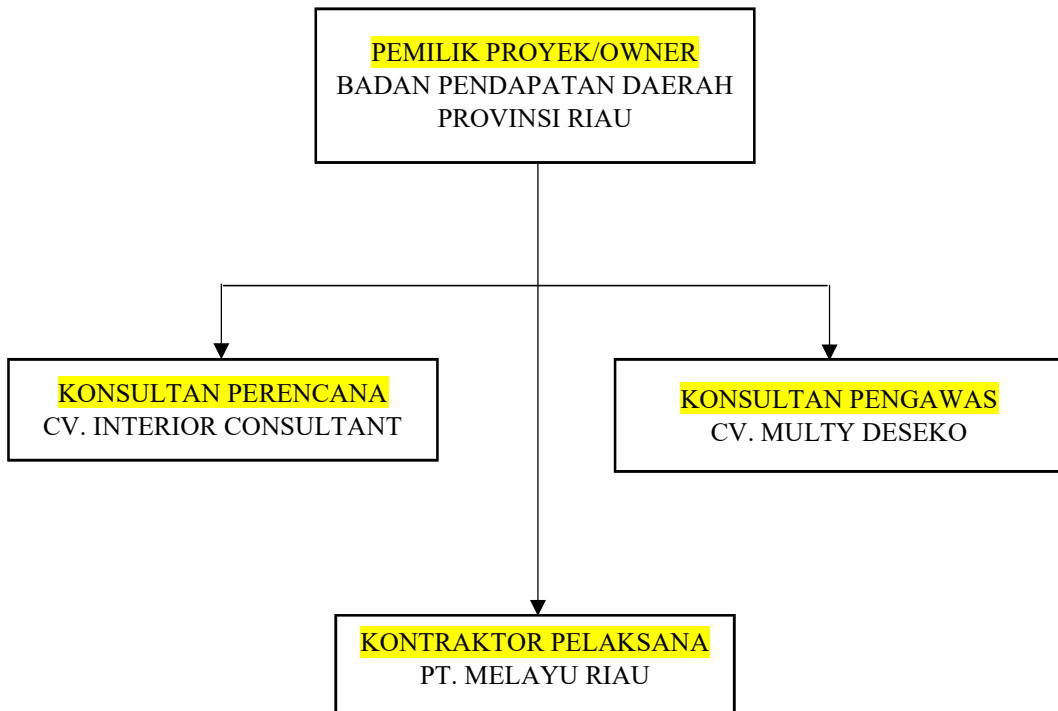 PEMILIK PROYEK/OWNER
BADAN PENDAPATAN DAERAH
PROVINSI RIAU
KONSULTAN PERENCANA
CV. INTERIOR CONSULTANT
KONSULTAN PENGAWAS
CV. MULTY DESEKO
KONTRAKTOR PELAKSANA
PT. MELAYU RIAU